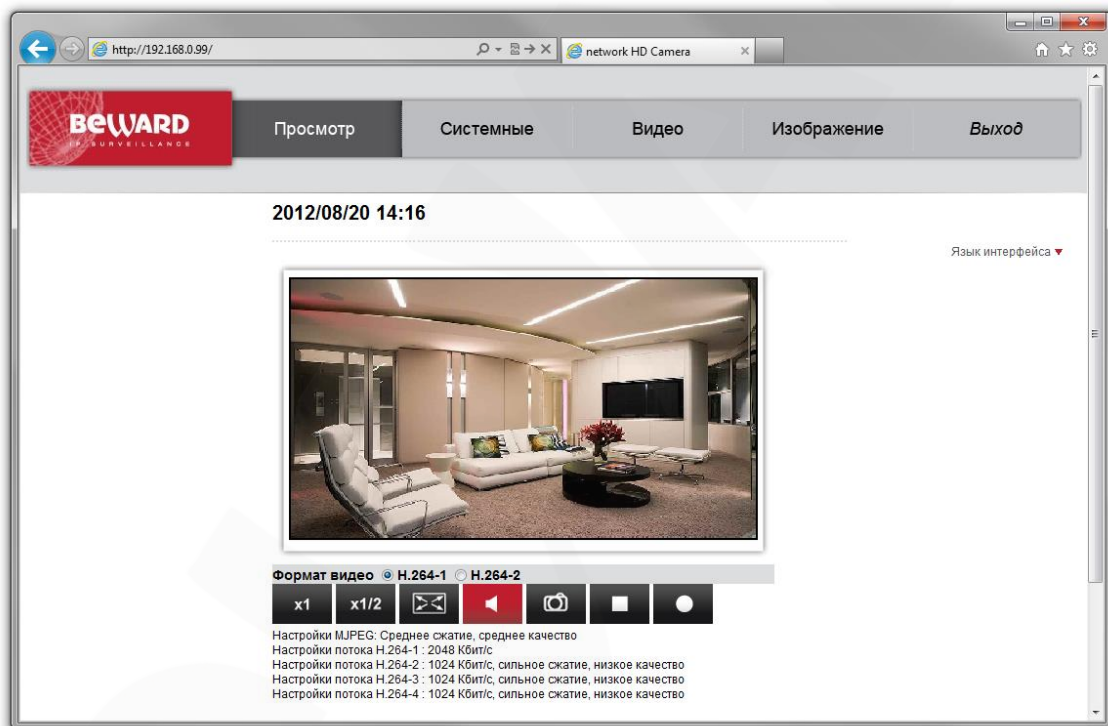 http://192.168.0.99/
network HD Camera
BEWARD
IP SURVEILLANCE
Просмотр
Системные
Видео
Изображение
Выход
2012/08/20 14:16
Язык интерфейса
Формат видео H.264-1 H.264-2
x1 x1/2
Настройки MJPEG: Среднее сжатие, среднее качество
Настройки потока H.264-1 : 2048 Кбит/с
Настройки потока H.264-2 : 1024 Кбит/с, сильное сжатие, низкое качество
Настройки потока H.264-3 : 1024 Кбит/с, сильное сжатие, низкое качество
Настройки потока H.264-4 : 1024 Кбит/с, сильное сжатие, низкое качество